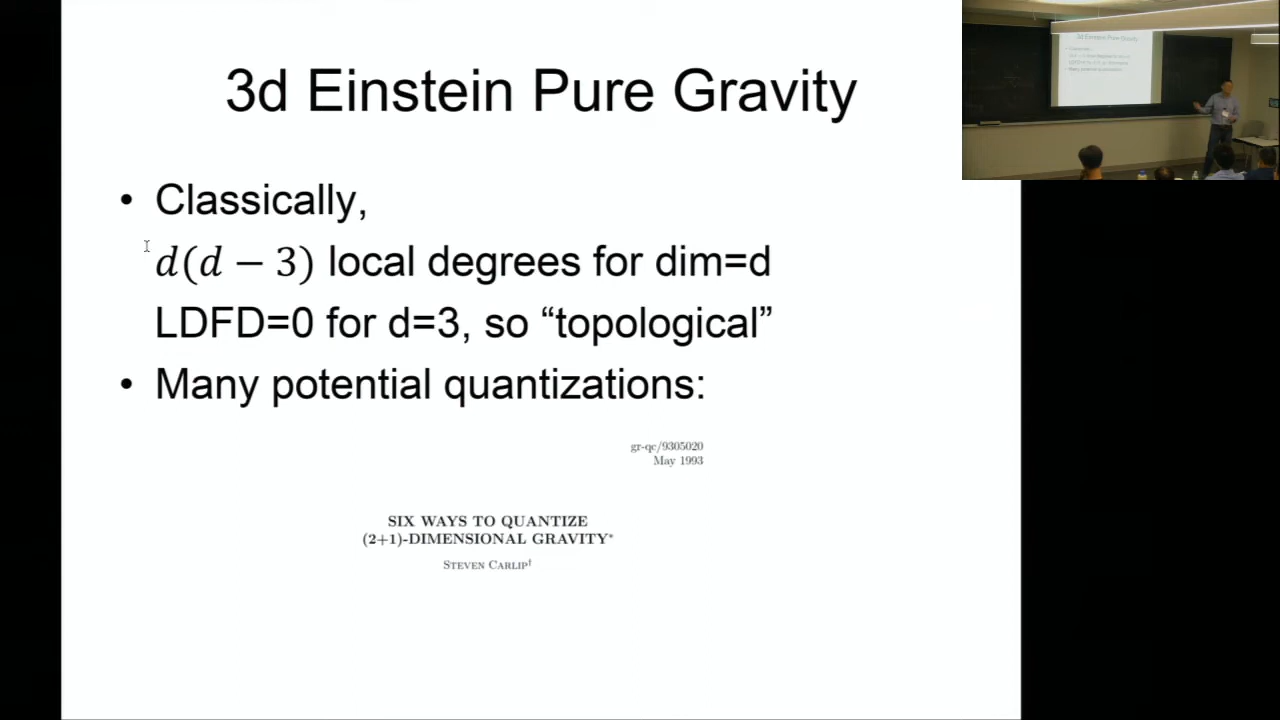 3d Einstein Pure Gravity
• Classically,
d(d − 3) local degrees for dim=d
LDFD=0 for d=3, so “topological”
• Many potential quantizations:
gr-qc/9305020
May 1993
SIX WAYS TO QUANTIZE
(2+1)-DIMENSIONAL GRAVITY*
STEVEN CARLIP†